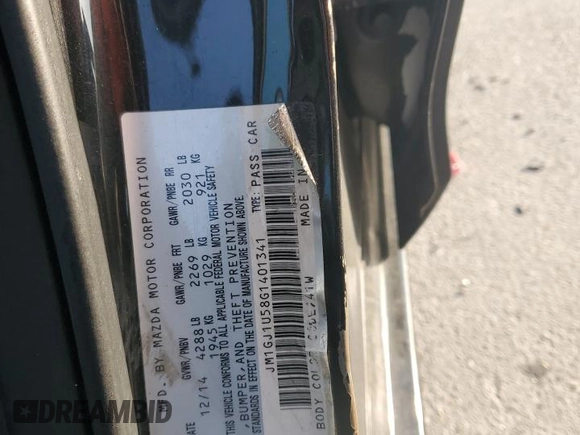 MFD. BY MAZDA MOTOR CORPORATION
DATE GVWR/PNBV GAWR/PNBE FRT GAWR/PNBE RR
12/14 4288 LB 2269 LB 2030 LB
1945 KG 1029 KG 921 KG
THIS VEHICLE CONFORMS TO ALL APPLICABLE FEDERAL MOTOR VEHICLE SAFETY
, BUMPER, AND THEFT PREVENTION
STANDARDS IN EFFECT ON THE DATE OF MANUFACTURE SHOWN ABOVE
JM1GJ1U58G1401341 TYPE: PASS CAR
BODY MADE IN
DREAMBID